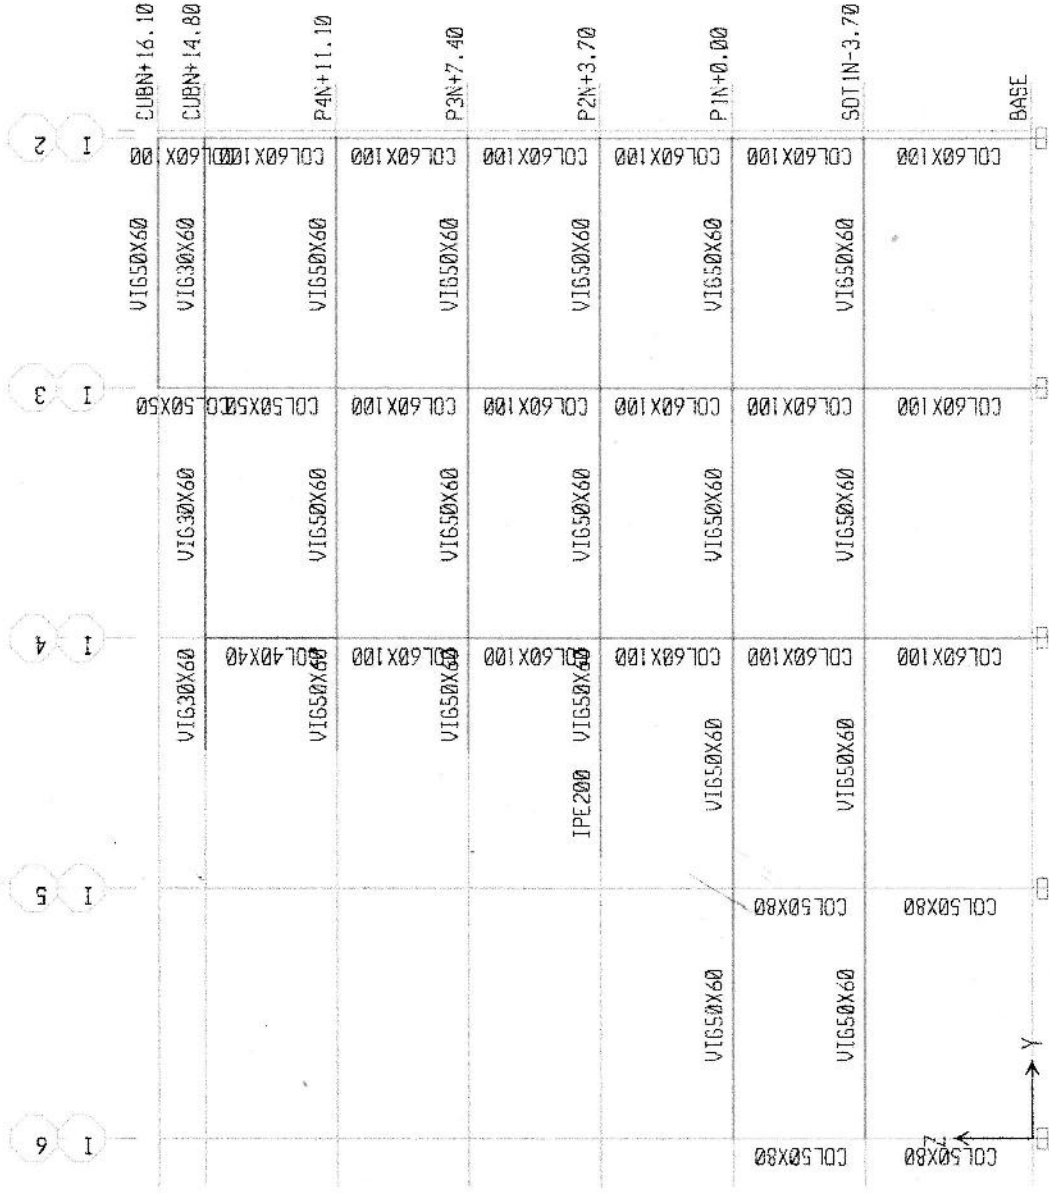 2 I
3 I
4 I
5 I
6 I
CUBN+16.10
CUBN+14.80
P4N+11.10
P3N+7.40
P2N+3.70
P1N+0.00
SOT1N-3.70
BASE
COL60X100 COL60X100 COL60X100 COL60X100 COL60X100 COL60X100 COL60X100
VIG50X60 VIG30X60 VIG50X60 VIG50X60 VIG50X60 VIG50X60 VIG50X60
COL50X50 COL50X50 COL60X100 COL60X100 COL60X100 COL60X100 COL60X100
VIG30X60 VIG50X60 VIG50X60 VIG50X60 VIG50X60 VIG50X60
COL40X40 COL60X100 COL60X100 COL60X100 COL60X100 COL60X100
VIG30X60 VIG50X60 VIG50X60 VIG50X60 VIG50X60 VIG50X60
IPE200
COL50X80 COL50X80
VIG50X60 VIG50X60
COL50X80 COL50X80
Z Y